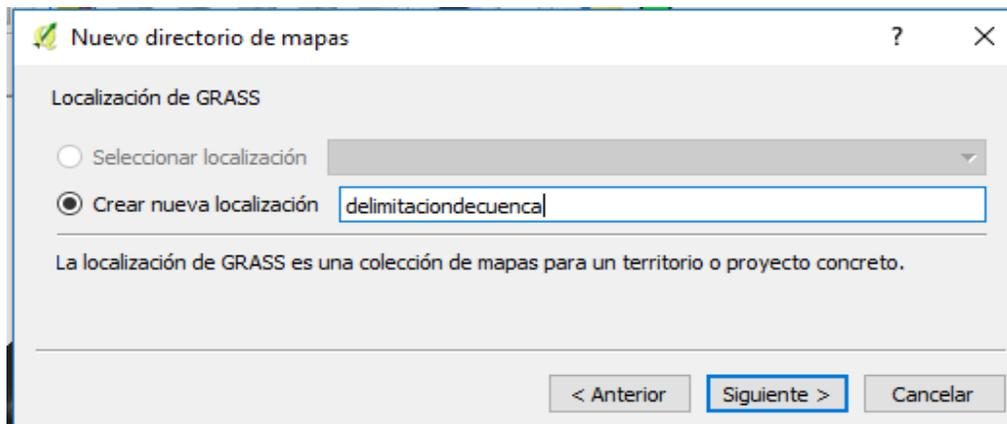 Nuevo directorio de mapas ? ×
Localización de GRASS
Seleccionar localización
Crear nueva localización delimitaciondecuenca
La localización de GRASS es una colección de mapas para un territorio o proyecto concreto.
< Anterior Siguiente > Cancelar